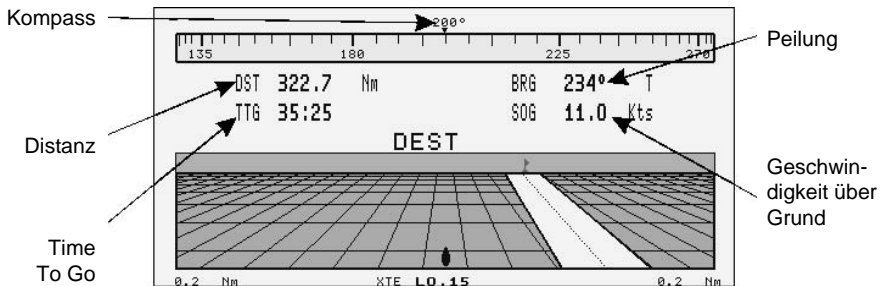 Kompass
200°
135 180 225 270
Peilung
DST 322.7 Nm BRG 234° T
TTG 35:25 SOG 11.0 Kts
Distanz
DEST
Geschwin-
digkeit über
Grund
Time
To Go
0.2 Nm XTE L0.15 0.2 Nm